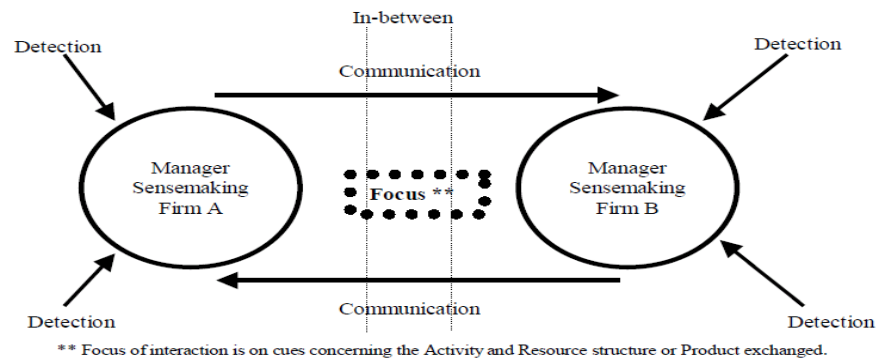 In-between
Detection
Detection
Communication
Manager
Sensemaking
Firm A
Focus **
Manager
Sensemaking
Firm B
Communication
Detection
Detection
** Focus of interaction is on cues concerning the Activity and Resource structure or Product exchanged.